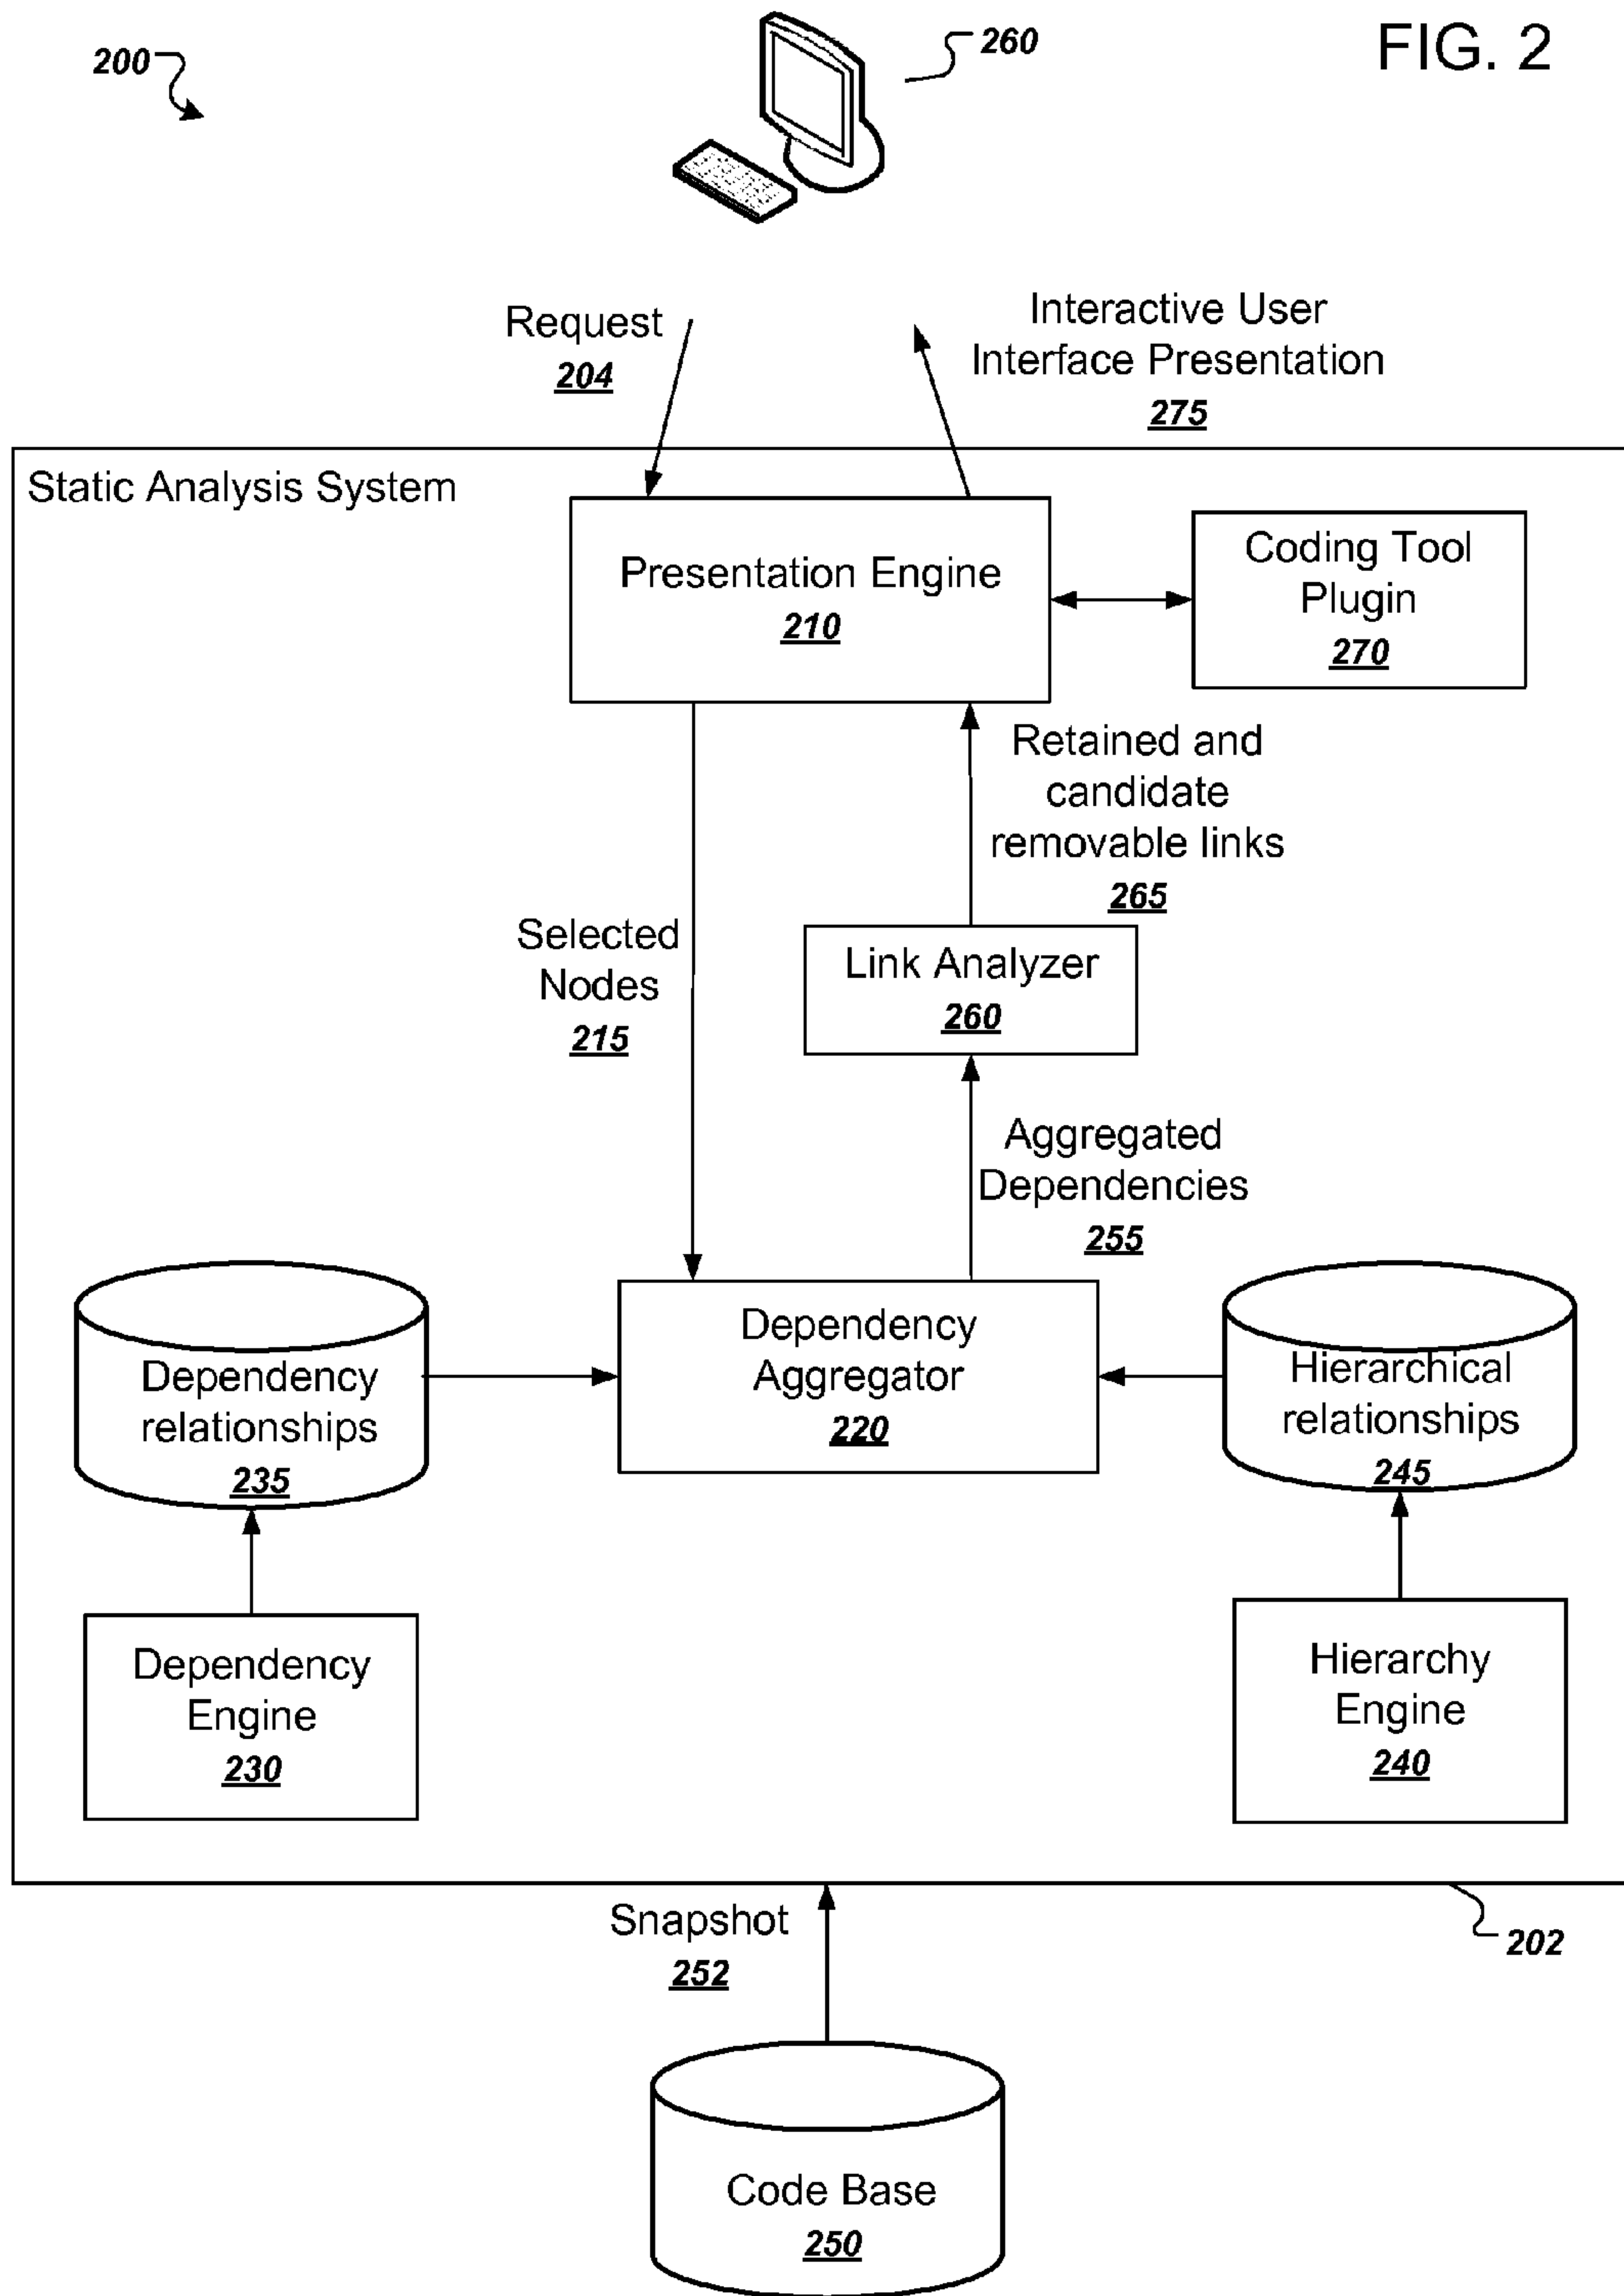 FIG. 2
200
260
Request
204
Interactive User
Interface Presentation
275
Static Analysis System
Presentation Engine
210
Coding Tool
Plugin
270
Retained and
candidate
removable links
265
Selected
Nodes
215
Link Analyzer
260
Aggregated
Dependencies
255
Dependency
relationships
235
Dependency
Aggregator
220
Hierarchical
relationships
245
Dependency
Engine
230
Hierarchy
Engine
240
Snapshot
252
202
Code Base
250